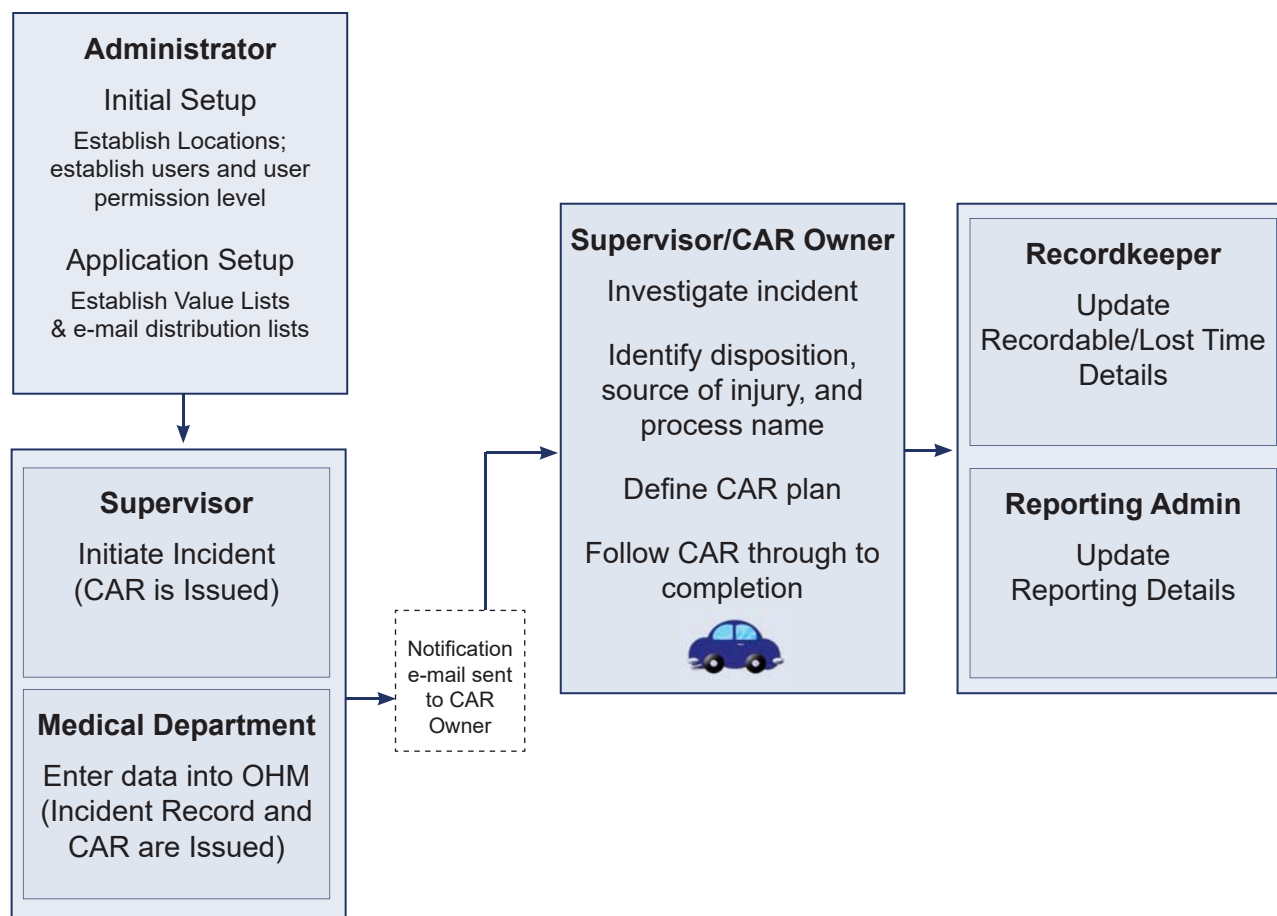 Administrator
Initial Setup
Establish Locations;
establish users and user
permission level
Application Setup
Establish Value Lists
& e-mail distribution lists
Supervisor
Initiate Incident
(CAR is Issued)
Medical Department
Enter data into OHM
(Incident Record and
CAR are Issued)
Notification
e-mail sent
to CAR
Owner
Supervisor/CAR Owner
Investigate incident
Identify disposition,
source of injury, and
process name
Define CAR plan
Follow CAR through to
completion
Recordkeeper
Update
Recordable/Lost Time
Details
Reporting Admin
Update
Reporting Details